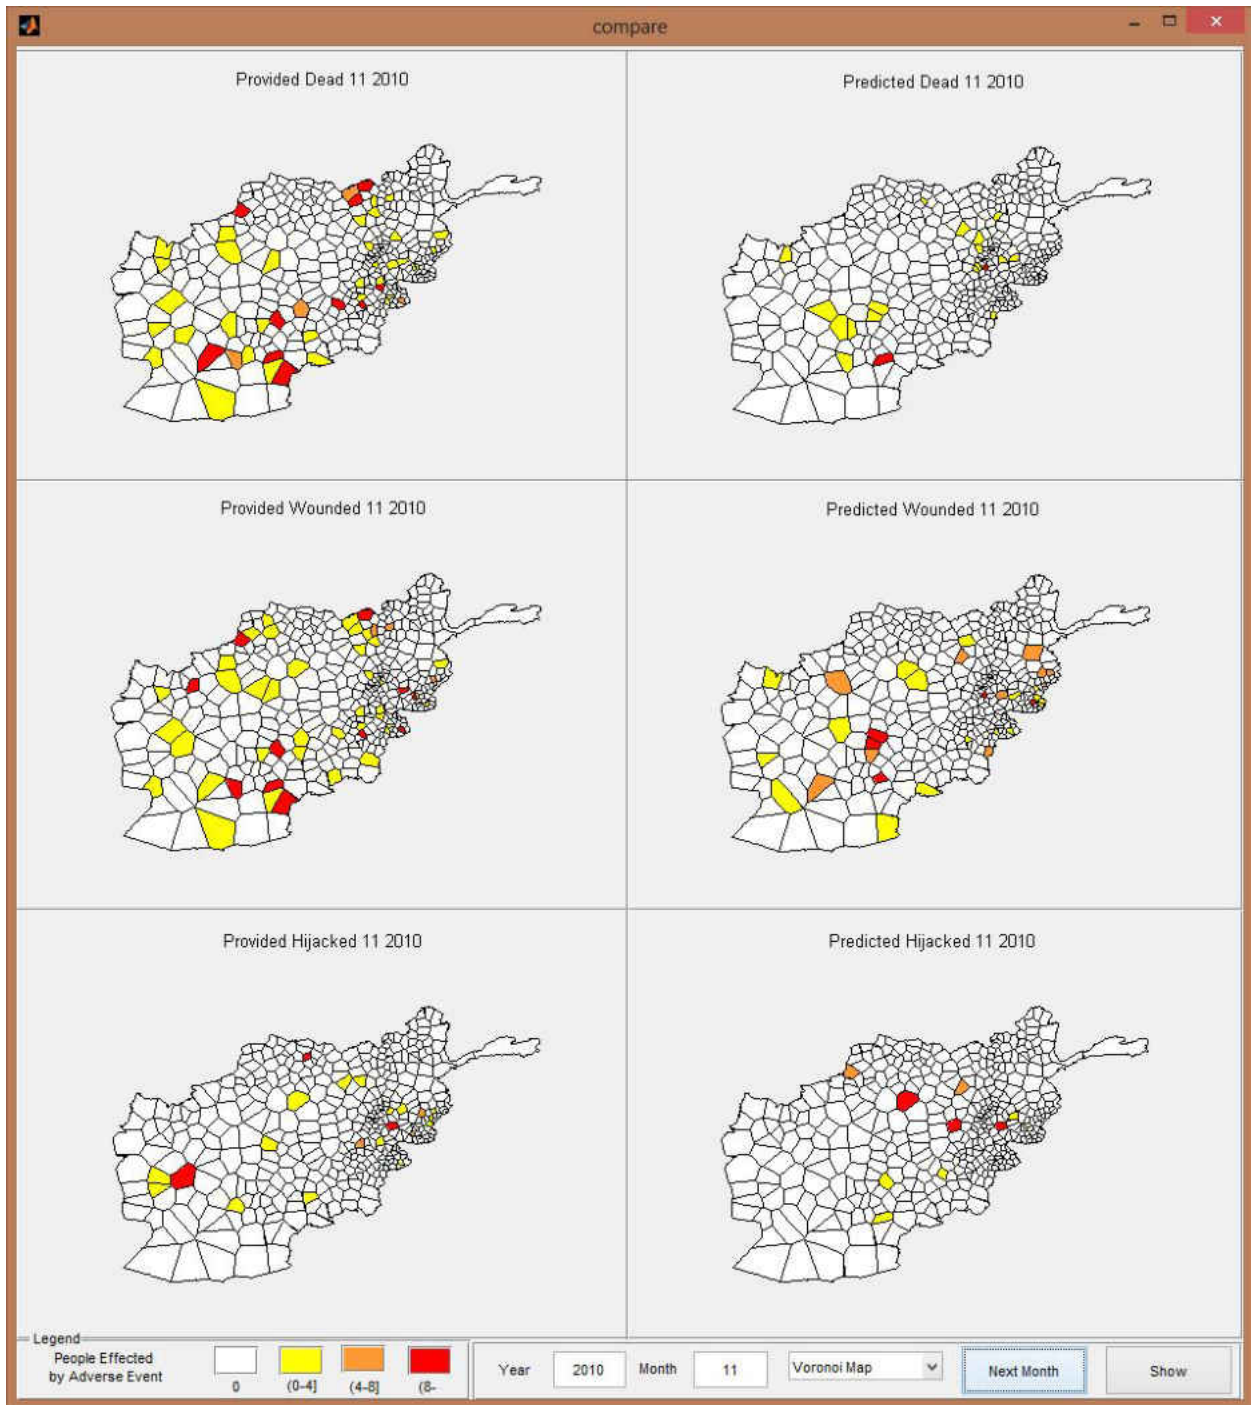 compare
Provided Dead 11 2010
Predicted Dead 11 2010
Provided Wounded 11 2010
Predicted Wounded 11 2010
Provided Hijacked 11 2010
Predicted Hijacked 11 2010
Legend
People Effected
by Adverse Event
0
(0-4]
(4-8]
(8-
Year
2010
Month
11
Voronoi Map
Next Month
Show